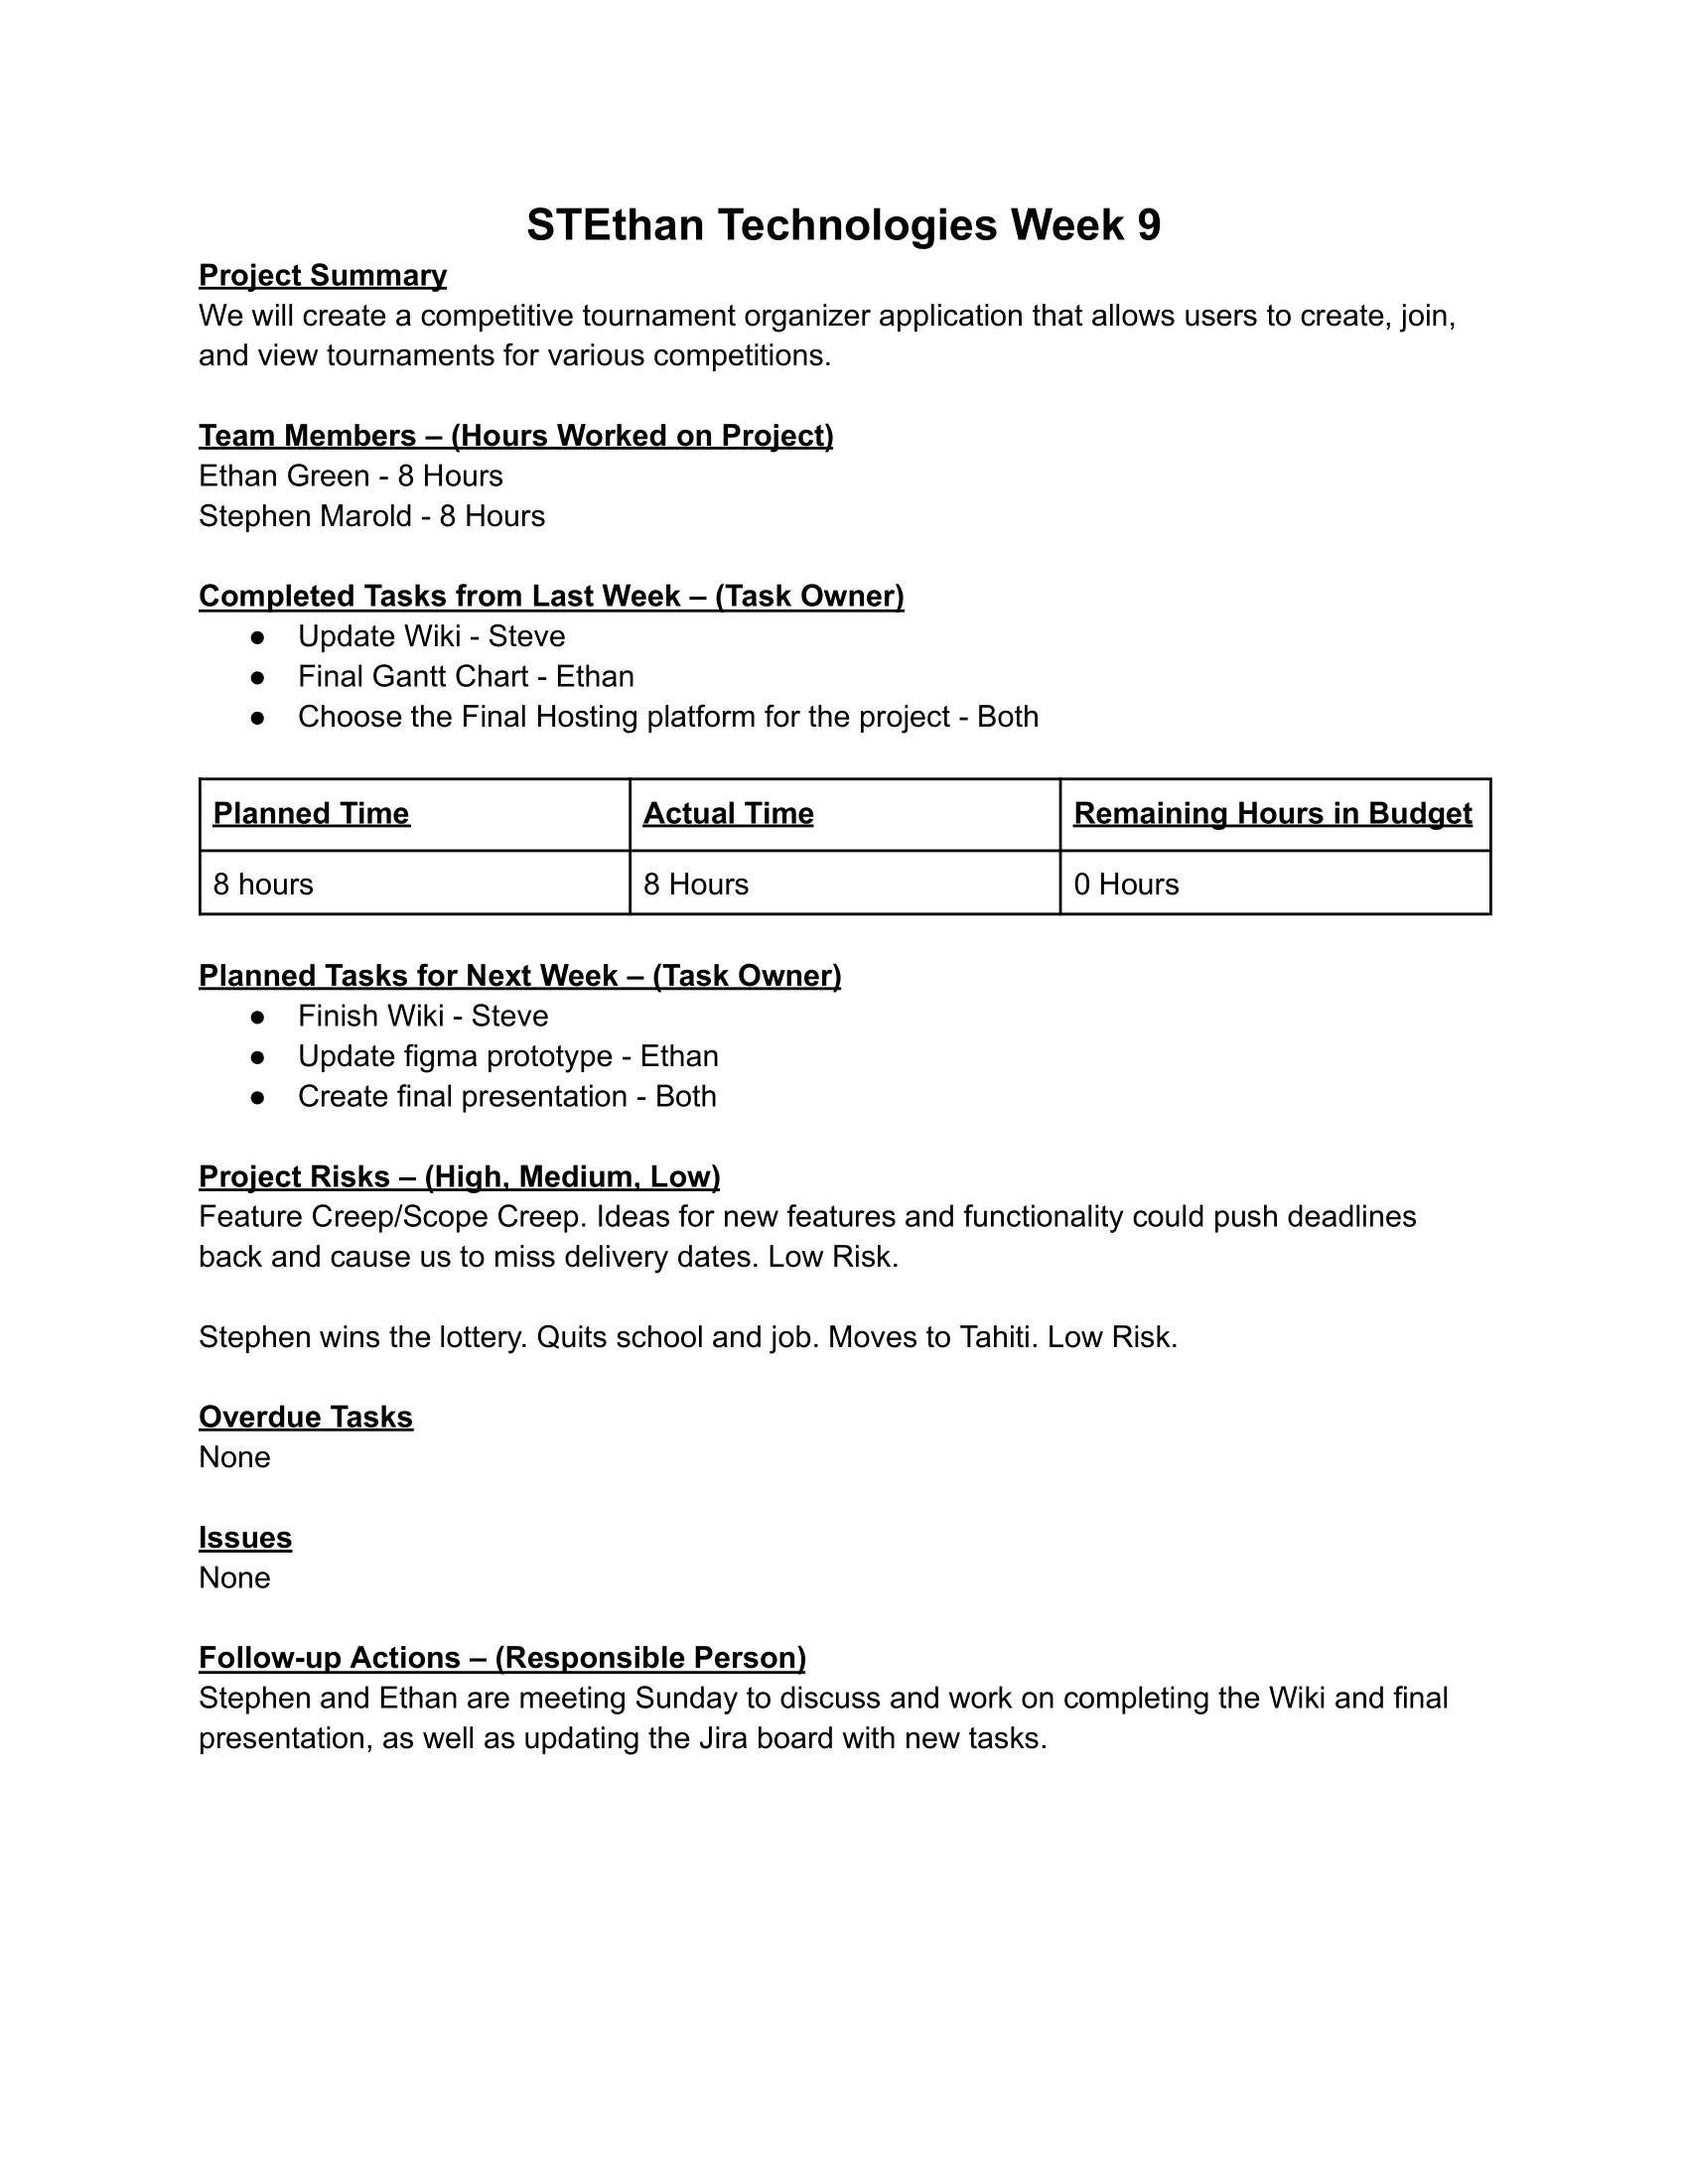 STEthan Technologies Week 9
Project Summary
We will create a competitive tournament organizer application that allows users to create, join,
and view tournaments for various competitions.
Team Members – (Hours Worked on Project)
Ethan Green - 8 Hours
Stephen Marold - 8 Hours
Completed Tasks from Last Week – (Task Owner)
● Update Wiki - Steve
● Final Gantt Chart - Ethan
● Choose the Final Hosting platform for the project - Both
Planned Time Actual Time Remaining Hours in Budget
8 hours 8 Hours 0 Hours
Planned Tasks for Next Week – (Task Owner)
● Finish Wiki - Steve
● Update figma prototype - Ethan
● Create final presentation - Both
Project Risks – (High, Medium, Low)
Feature Creep/Scope Creep. Ideas for new features and functionality could push deadlines
back and cause us to miss delivery dates. Low Risk.
Stephen wins the lottery. Quits school and job. Moves to Tahiti. Low Risk.
Overdue Tasks
None
Issues
None
Follow-up Actions – (Responsible Person)
Stephen and Ethan are meeting Sunday to discuss and work on completing the Wiki and final
presentation, as well as updating the Jira board with new tasks.